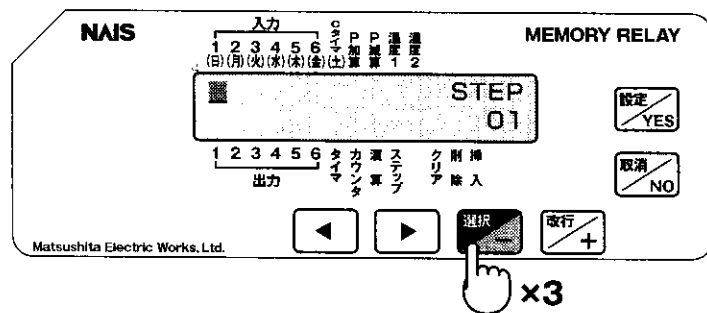 NAiS
MEMORY RELAY
入力
1 2 3 4 5 6 Cタイマ P加算 P減算 温度1 温度2
(日)(月)(火)(水)(木)(金)(土)
STEP
01
設定/YES
1 2 3 4 5 6 タイマ カウンタ 演算 ステップ クリア 削除 挿入
出力
取消/NO
◀ ▶ 選択/− 改行/+
Matsushita Electric Works, Ltd.
×3